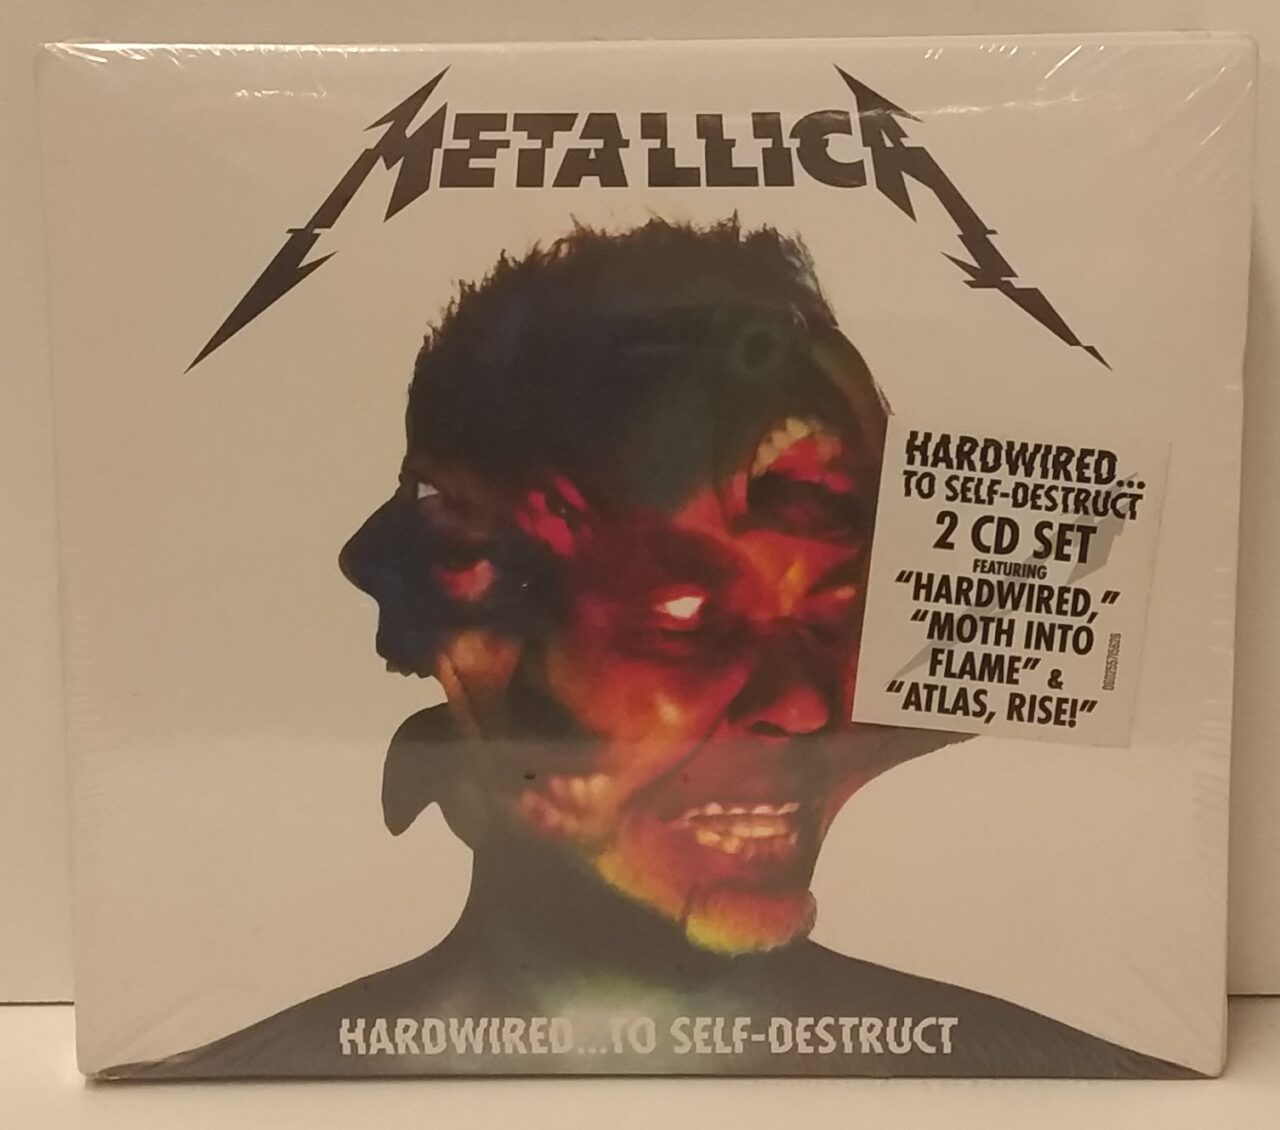 METALLICA
HARDWIRED...
TO SELF-DESTRUCT
2 CD SET
FEATURING
“HARDWIRED,”
“MOTH INTO
FLAME” &
“ATLAS, RISE!”
HARDWIRED...TO SELF-DESTRUCT